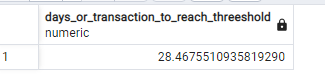 days_or_transaction_to_reach_threeshold
numeric
1
28.4675510935819290